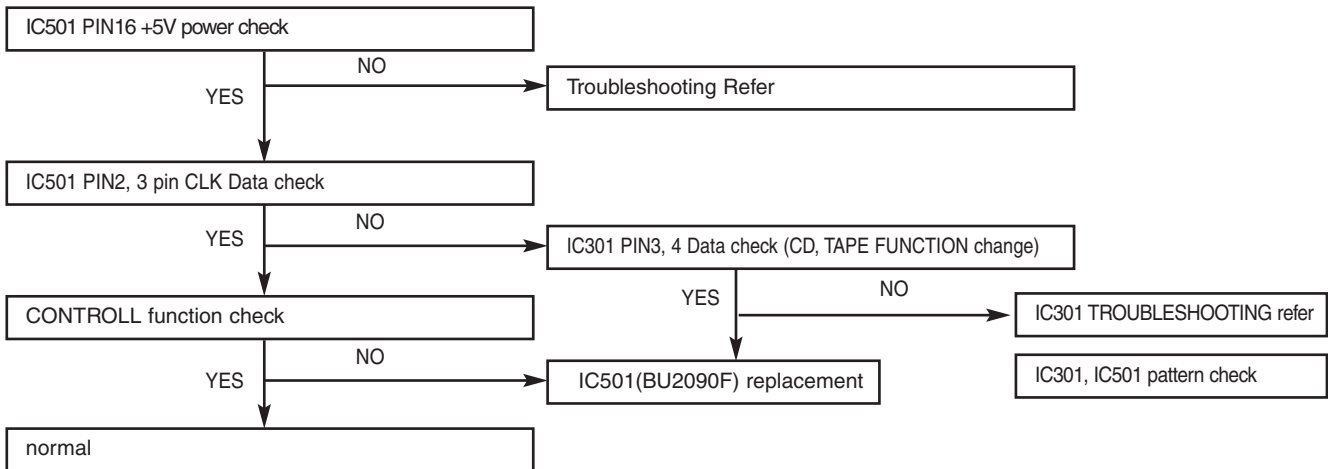 IC501 PIN16 +5V power check
NO
YES
Troubleshooting Refer
IC501 PIN2, 3 pin CLK Data check
NO
YES
IC301 PIN3, 4 Data check (CD, TAPE FUNCTION change)
YES
NO
CONTROLL function check
IC301 TROUBLESHOOTING refer
NO
YES
IC501(BU2090F) replacement
IC301, IC501 pattern check
normal